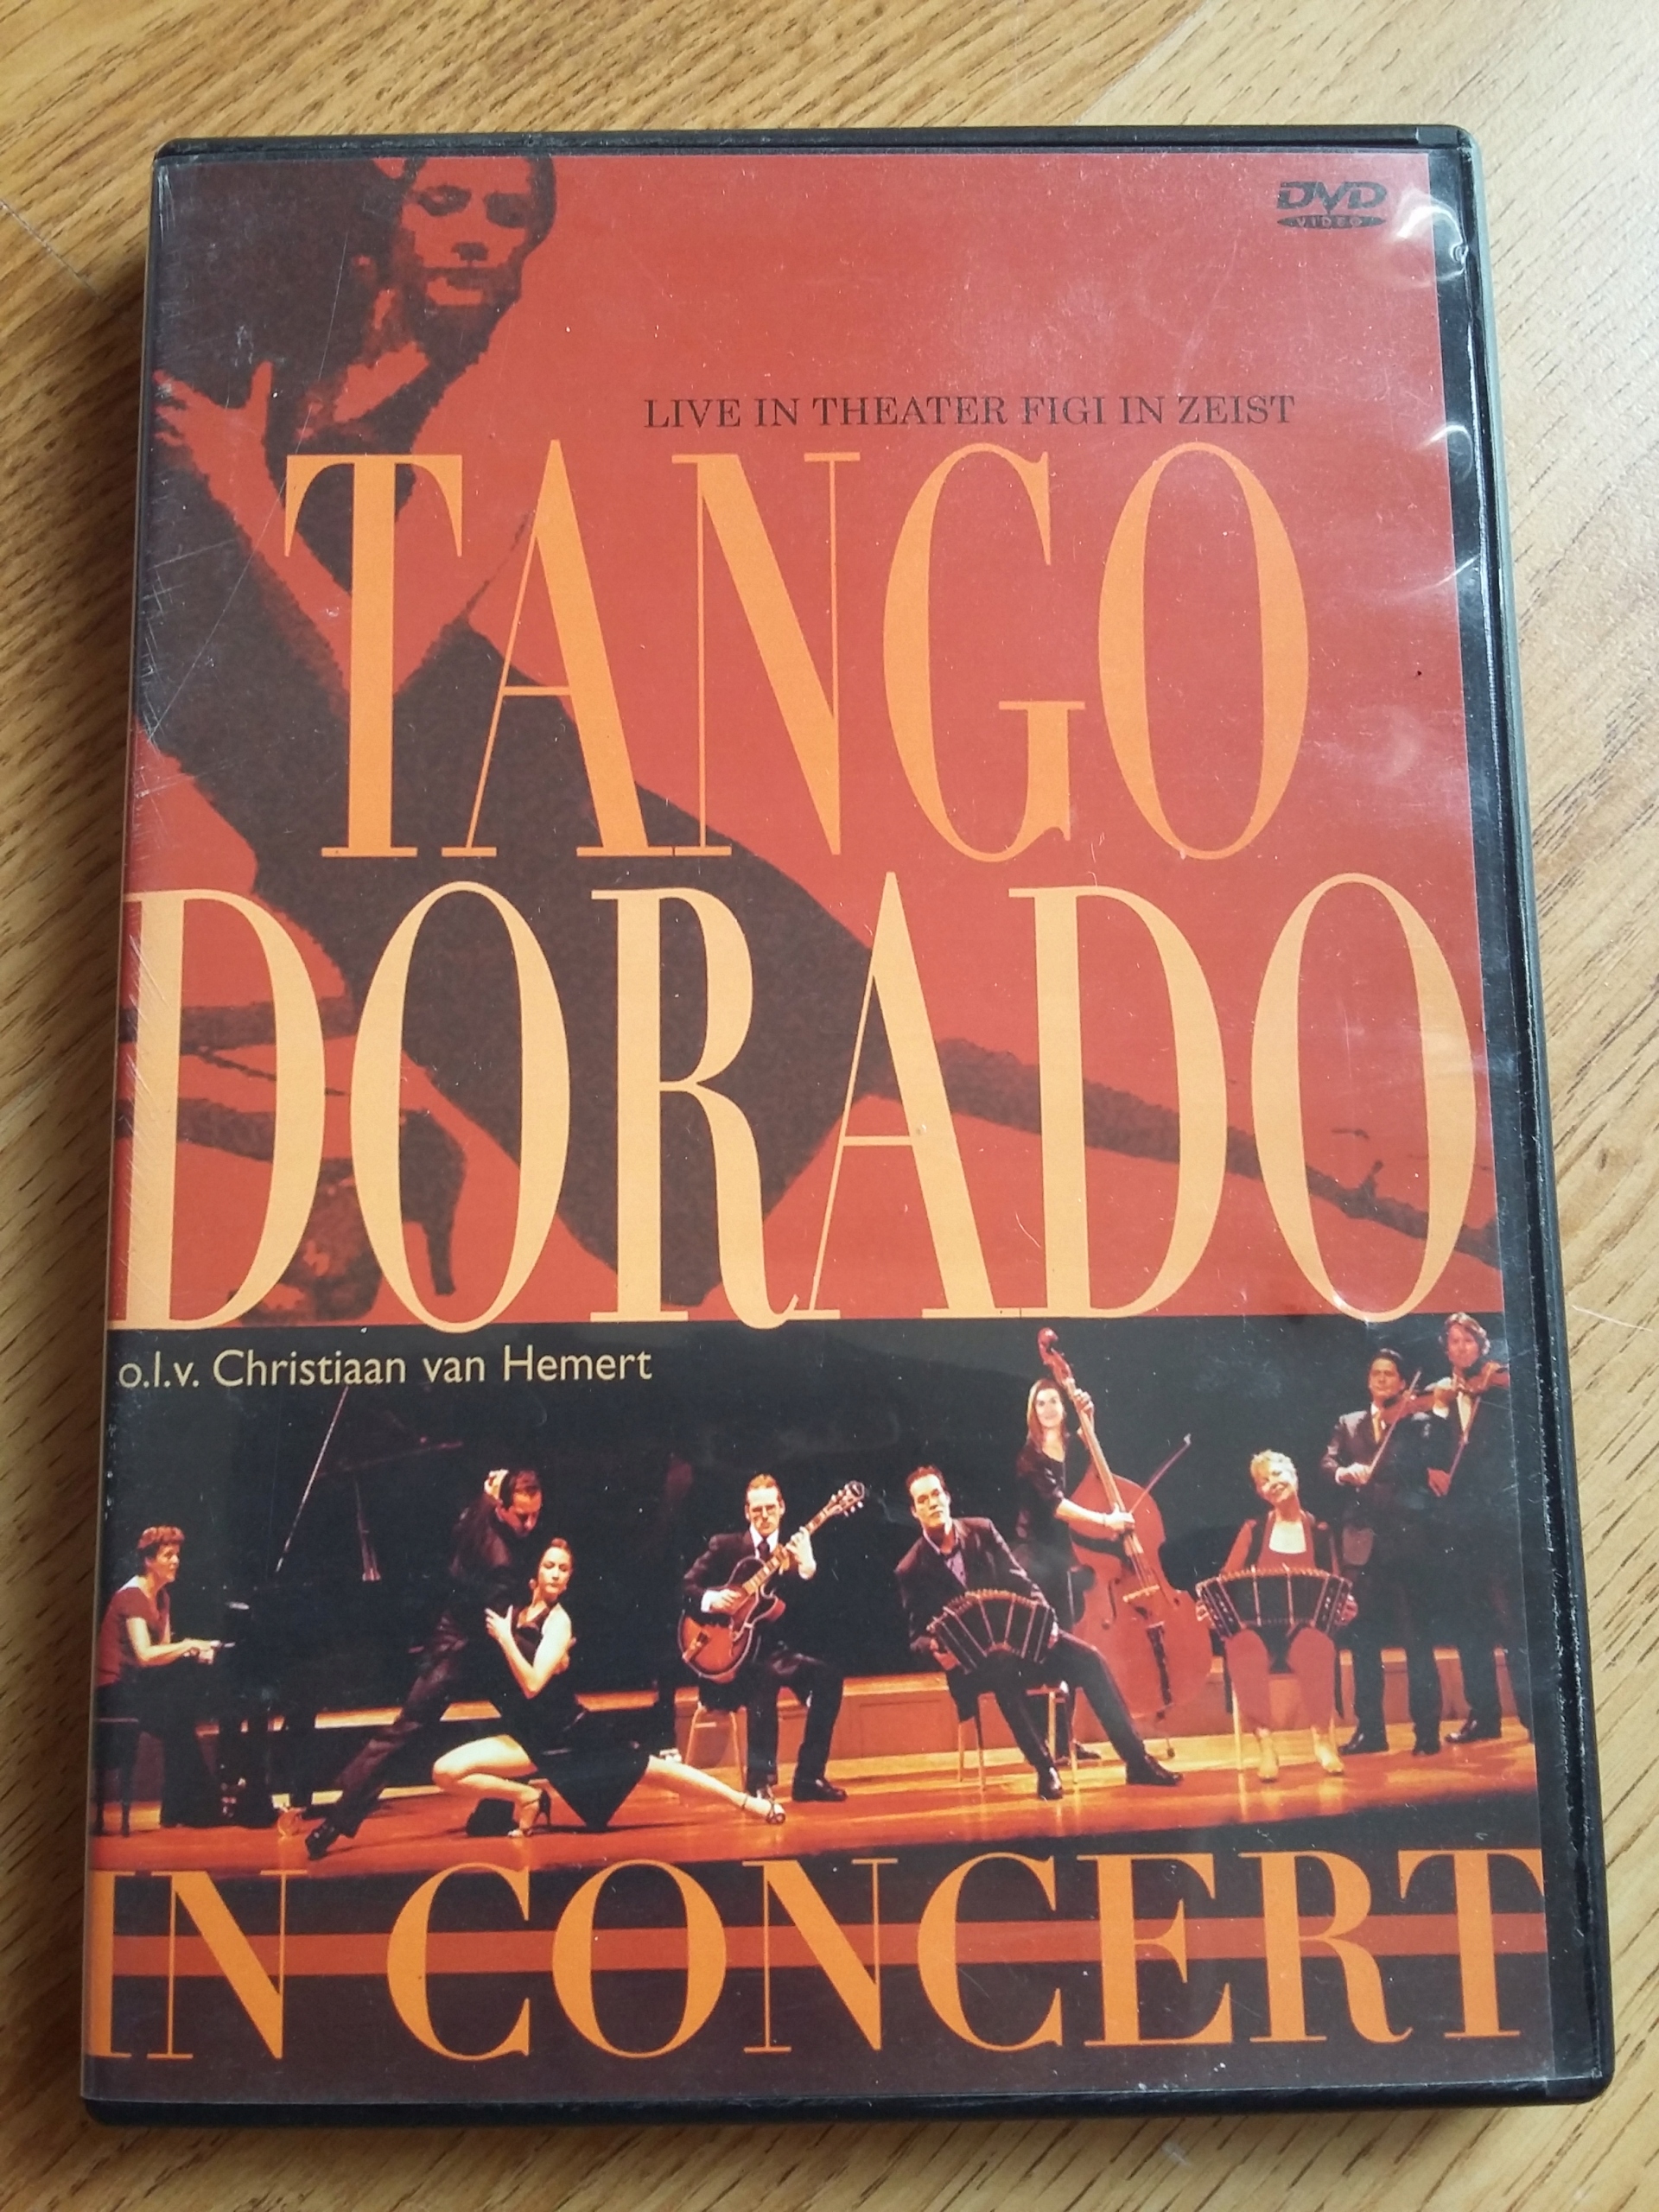 DVD
VIDEO
LIVE IN THEATER FIGI IN ZEIST
TANGO
DORADO
o.l.v. Christiaan van Hemert
IN CONCERT